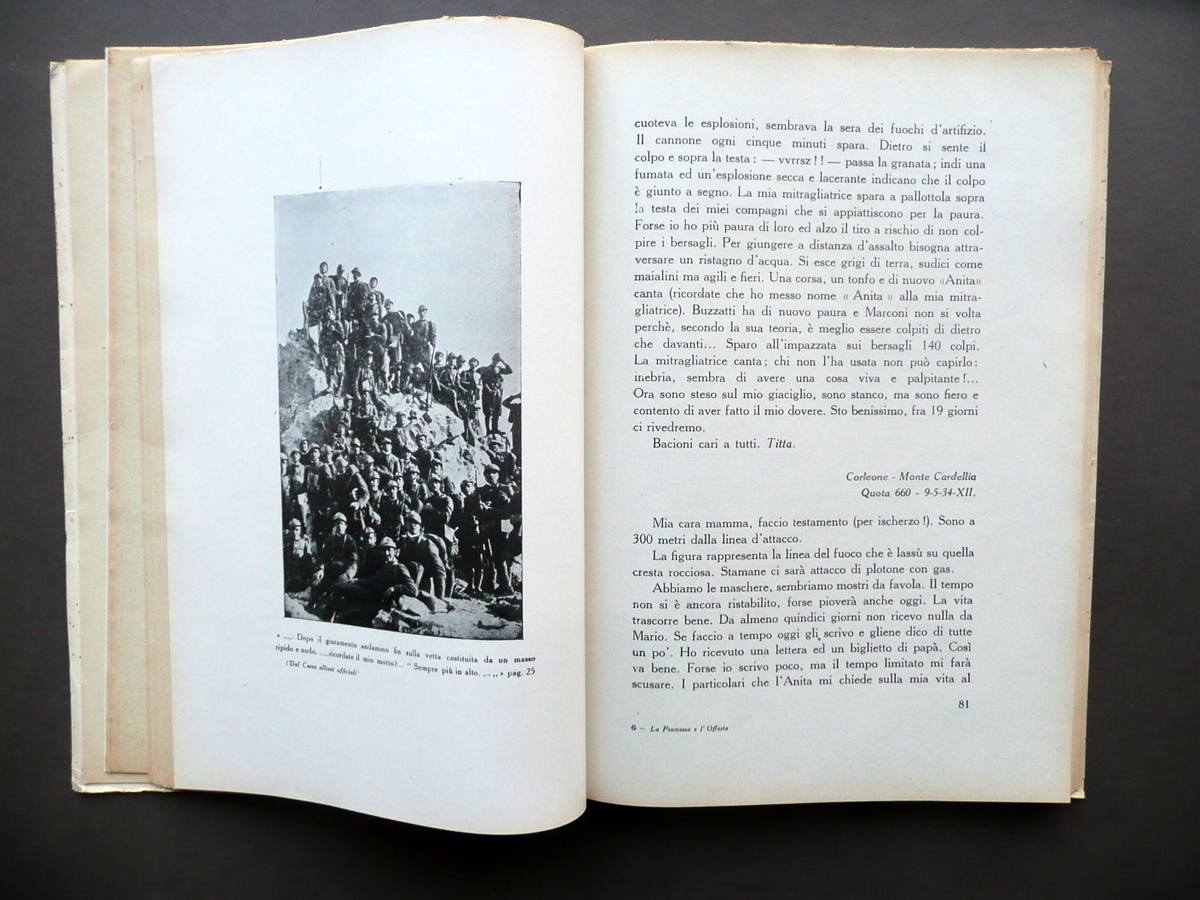 « .... Dopo il giuramento andammo fin sulla vetta costituita da un masso
ripido e nudo, ....ricordate il mio motto)... " Sempre più in alto. ...,, » pag. 25
(Dal Corso allievi ufficiali)
cuoteva le esplosioni, sembrava la sera dei fuochi d'artifizio.
Il cannone ogni cinque minuti spara. Dietro si sente il
colpo e sopra la testa: — vvrrsz!! — passa la granata; indi una
fumata ed un'esplosione secca e lacerante indicano che il colpo
è giunto a segno. La mia mitragliatrice spara a pallottola sopra
la testa dei miei compagni che si appiattiscono per la paura.
Forse io ho più paura di loro ed alzo il tiro a rischio di non col-
pire i bersagli. Per giungere a distanza d'assalto bisogna attra-
versare un ristagno d'acqua. Si esce grigi di terra, sudici come
maialini ma agili e fieri. Una corsa, un tonfo e di nuovo «Anita»
canta (ricordate che ho messo nome « Anita » alla mia mitra-
gliatrice). Buzzatti ha di nuovo paura e Marconi non si volta
perchè, secondo la sua teoria, è meglio essere colpiti di dietro
che davanti... Sparo all'impazzata sui bersagli 140 colpi.
La mitragliatrice canta; chi non l'ha usata non può capirlo:
inebria, sembra di avere una cosa viva e palpitante!...
Ora sono steso sul mio giaciglio, sono stanco, ma sono fiero e
contento di aver fatto il mio dovere. Sto benissimo, fra 19 giorni
ci rivedremo.
Bacioni cari a tutti. Titta.
Corleone - Monte Cardellia
Quota 660 - 9-5-34-XII.
Mia cara mamma, faccio testamento (per ischerzo!). Sono a
300 metri dalla linea d'attacco.
La figura rappresenta la linea del fuoco che è lassù su quella
cresta rocciosa. Stamane ci sarà attacco di plotone con gas.
Abbiamo le maschere, sembriamo mostri da favola. Il tempo
non si è ancora ristabilito, forse pioverà anche oggi. La vita
trascorre bene. Da almeno quindici giorni non ricevo nulla da
Mario. Se faccio a tempo oggi gli scrivo e gliene dico di tutte
un po'. Ho ricevuto una lettera ed un biglietto di papà. Così
va bene. Forse io scrivo poco, ma il tempo limitato mi farà
scusare. I particolari che l'Anita mi chiede sulla mia vita al
81
6 — La Promessa e l'Offerta